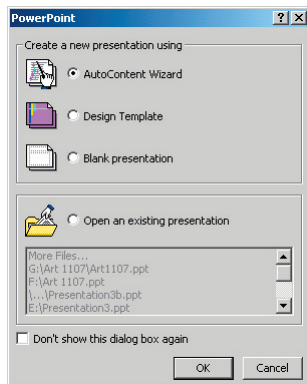 PowerPoint
Create a new presentation using
AutoContent Wizard
Design Template
Blank presentation
Open an existing presentation
More Files...
G:\Art 1107\Art1107.ppt
F:\Art 1107.ppt
\...\Presentation3b.ppt
E:\Presentation3.ppt
Don't show this dialog box again
OK Cancel